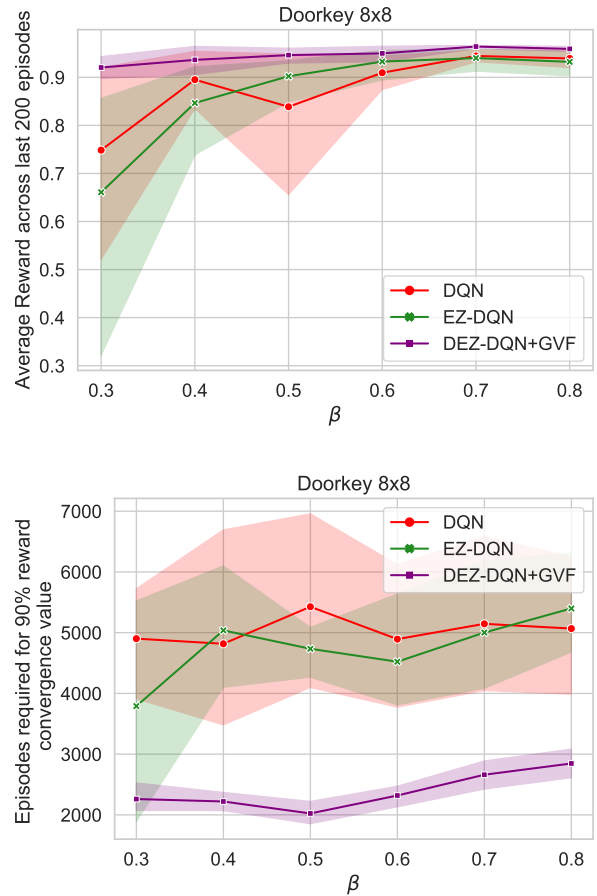 Doorkey 8x8
Average Reward across last 200 episodes
0.9
0.8
0.7
0.6
0.5
0.4
0.3
DQN
EZ-DQN
DEZ-DQN+GVF
0.3 0.4 0.5 0.6 0.7 0.8
β
Doorkey 8x8
Episodes required for 90% reward
convergence value
7000
6000
5000
4000
3000
2000
DQN
EZ-DQN
DEZ-DQN+GVF
0.3 0.4 0.5 0.6 0.7 0.8
β